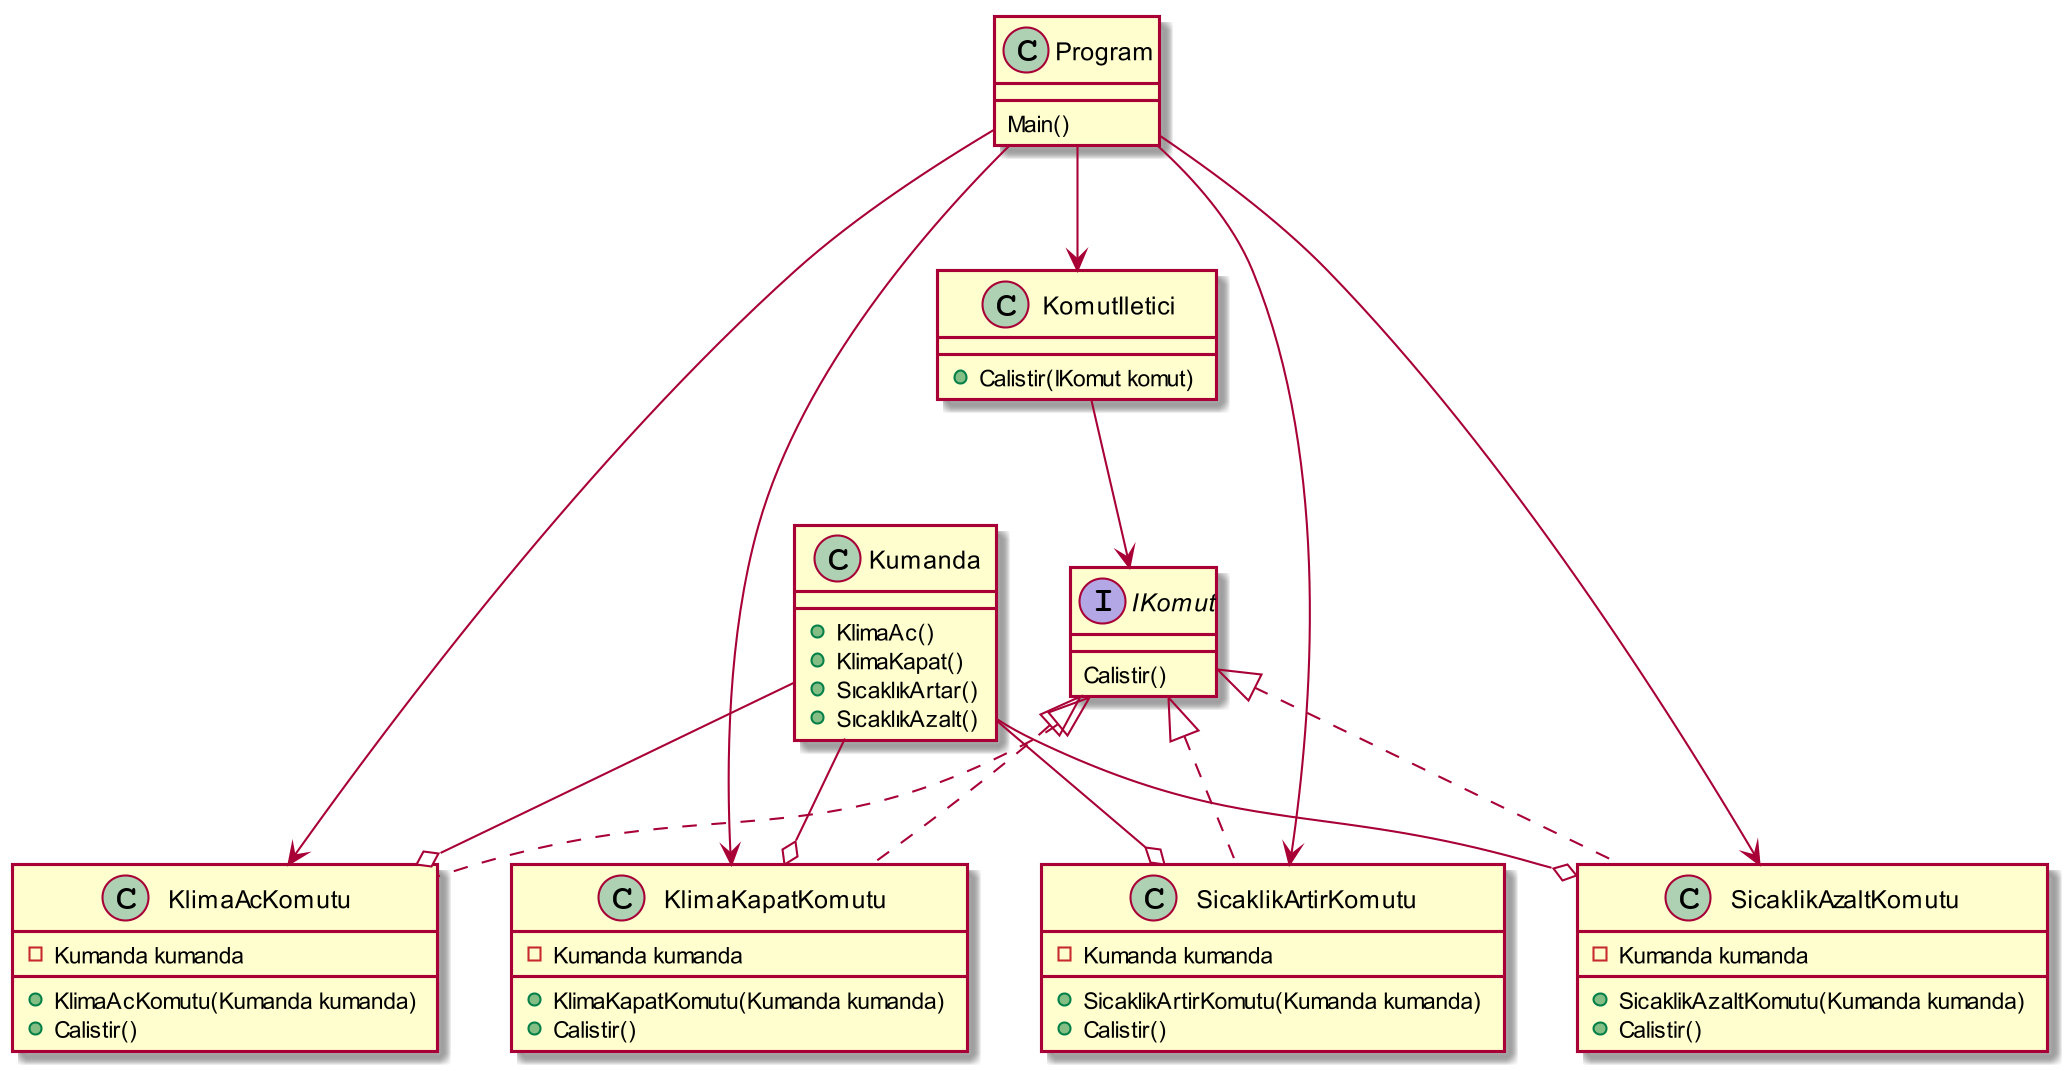 C Program
Main()
C KomutIletici
Calistir(IKomut komut)
C Kumanda
KlimaAc()
KlimaKapat()
SıcaklıkArtar()
SıcaklıkAzalt()
I IKomut
Calistir()
C KlimaAcKomutu
Kumanda kumanda
KlimaAcKomutu(Kumanda kumanda)
Calistir()
C KlimaKapatKomutu
Kumanda kumanda
KlimaKapatKomutu(Kumanda kumanda)
Calistir()
C SicaklikArtirKomutu
Kumanda kumanda
SicaklikArtirKomutu(Kumanda kumanda)
Calistir()
C SicaklikAzaltKomutu
Kumanda kumanda
SicaklikAzaltKomutu(Kumanda kumanda)
Calistir()